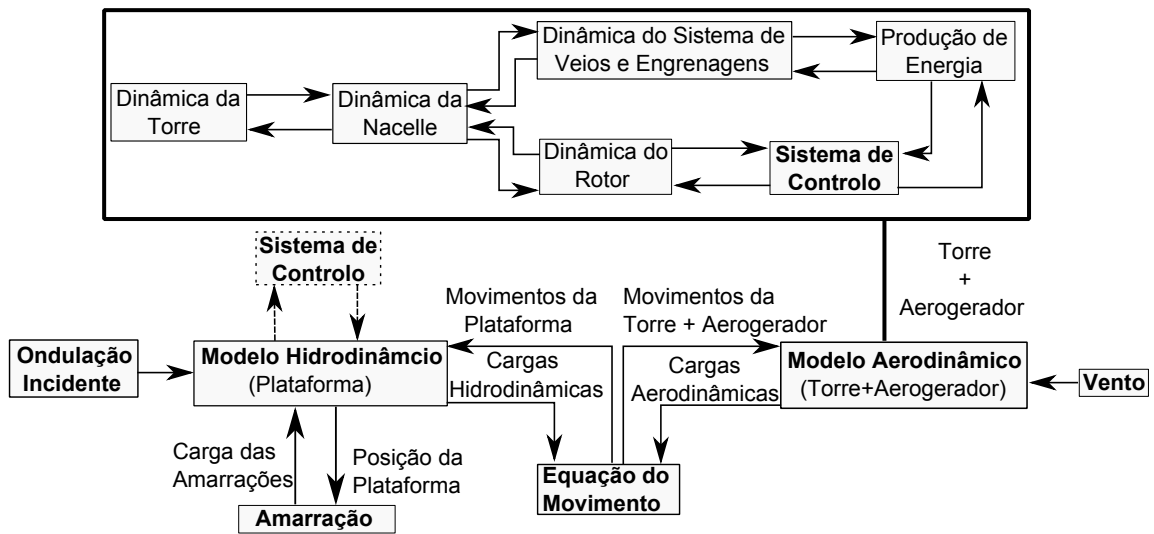 Dinâmica do Sistema de
Veios e Engrenagens
Produção de
Energia
Dinâmica da
Torre
Dinâmica da
Nacelle
Dinâmica do
Rotor
Sistema de
Controlo
Sistema de
Controlo
Torre
+
Aerogerador
Movimentos da
Plataforma
Movimentos da
Torre + Aerogerador
Ondulação
Incidente
Modelo Hidrodinâmcio
(Plataforma)
Cargas
Hidrodinâmicas
Cargas
Aerodinâmicas
Modelo Aerodinâmico
(Torre+Aerogerador)
Vento
Carga das
Amarrações
Posição da
Plataforma
Equação do
Movimento
Amarração